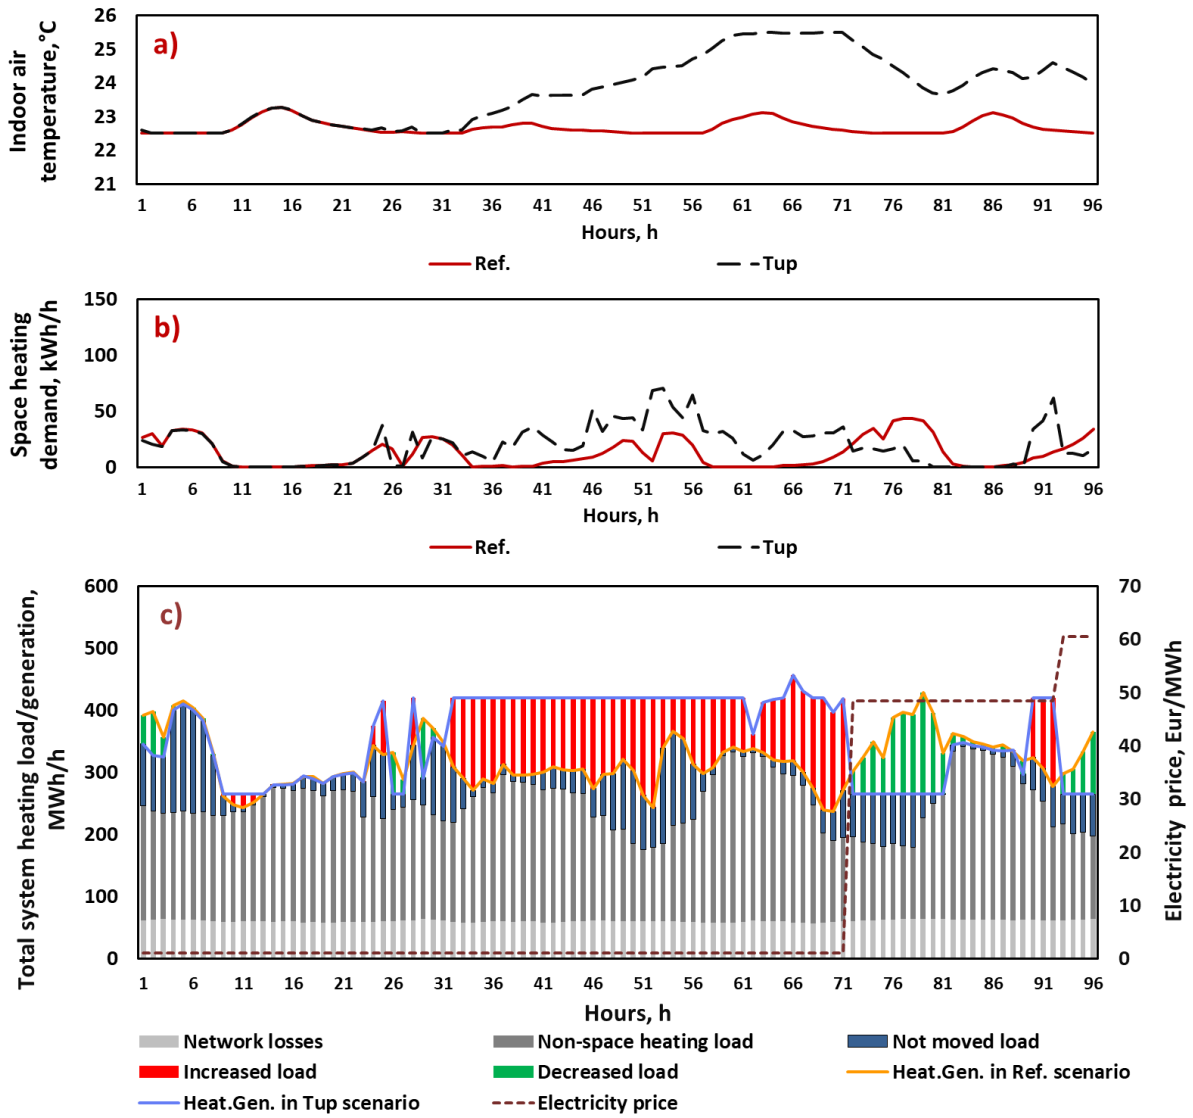 26
25
24
23
22
21
Indoor air
temperature,°C
a)
1 6 11 16 21 26 31 36 41 46 51 56 61 66 71 76 81 86 91 96
Hours, h
Ref. Tup
150
100
50
0
Space heating
demand, kWh/h
b)
1 6 11 16 21 26 31 36 41 46 51 56 61 66 71 76 81 86 91 96
Hours, h
Ref. Tup
600
500
400
300
200
100
0
Total system heating load/generation,
MWh/h
c)
70
60
50
40
30
20
10
0
Electricity price, Eur/MWh
1 6 11 16 21 26 31 36 41 46 51 56 61 66 71 76 81 86 91 96
Hours, h
Network losses Non-space heating load Not moved load
Increased load Decreased load Heat.Gen. in Ref. scenario
Heat.Gen. in Tup scenario Electricity price